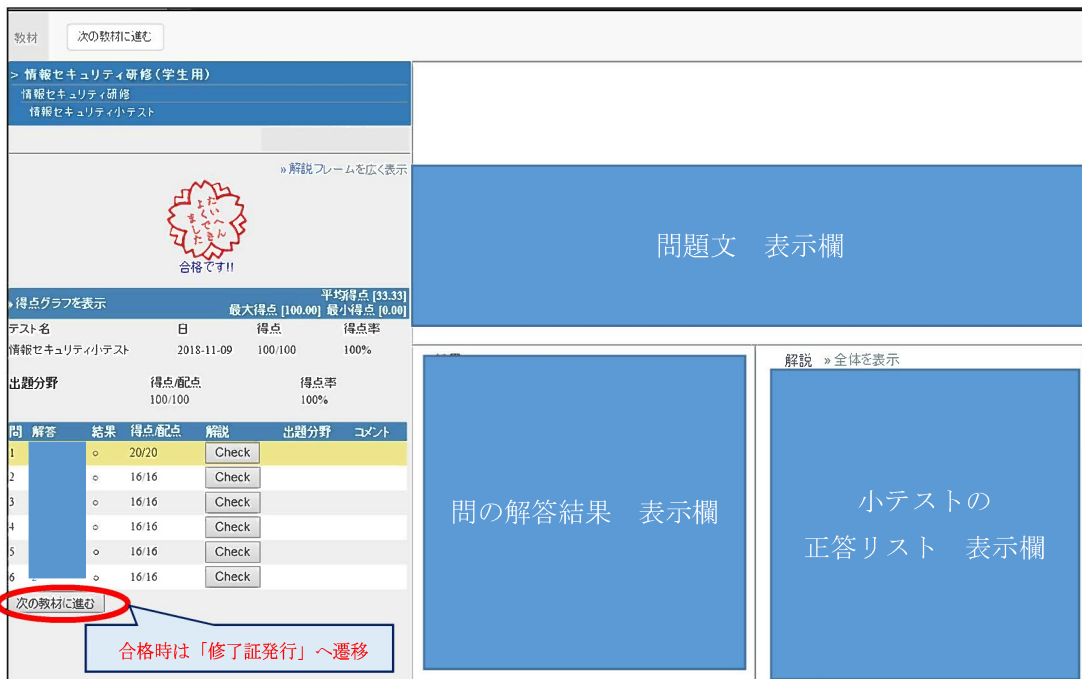 教材 次の教材に進む
> 情報セキュリティ研修(学生用)
情報セキュリティ研修
情報セキュリティ小テスト
»解説フレームを広く表示
たいへん
よくできました
合格です!!
»得点グラフを表示
平均得点 [33.33]
最大得点 [100.00] 最小得点 [0.00]
テスト名 日 得点 得点率
情報セキュリティ小テスト 2018-11-09 100/100 100%
出題分野 得点/配点 得点率
100/100 100%
問 解答 結果 得点/配点 解説 出題分野 コメント
1 ○ 20/20 Check
2 ○ 16/16 Check
3 ○ 16/16 Check
4 ○ 16/16 Check
5 ○ 16/16 Check
6 ○ 16/16 Check
次の教材に進む
合格時は「修了証発行」へ遷移
問題文 表示欄
問の解答結果 表示欄
解説 »全体を表示
小テストの
正答リスト 表示欄